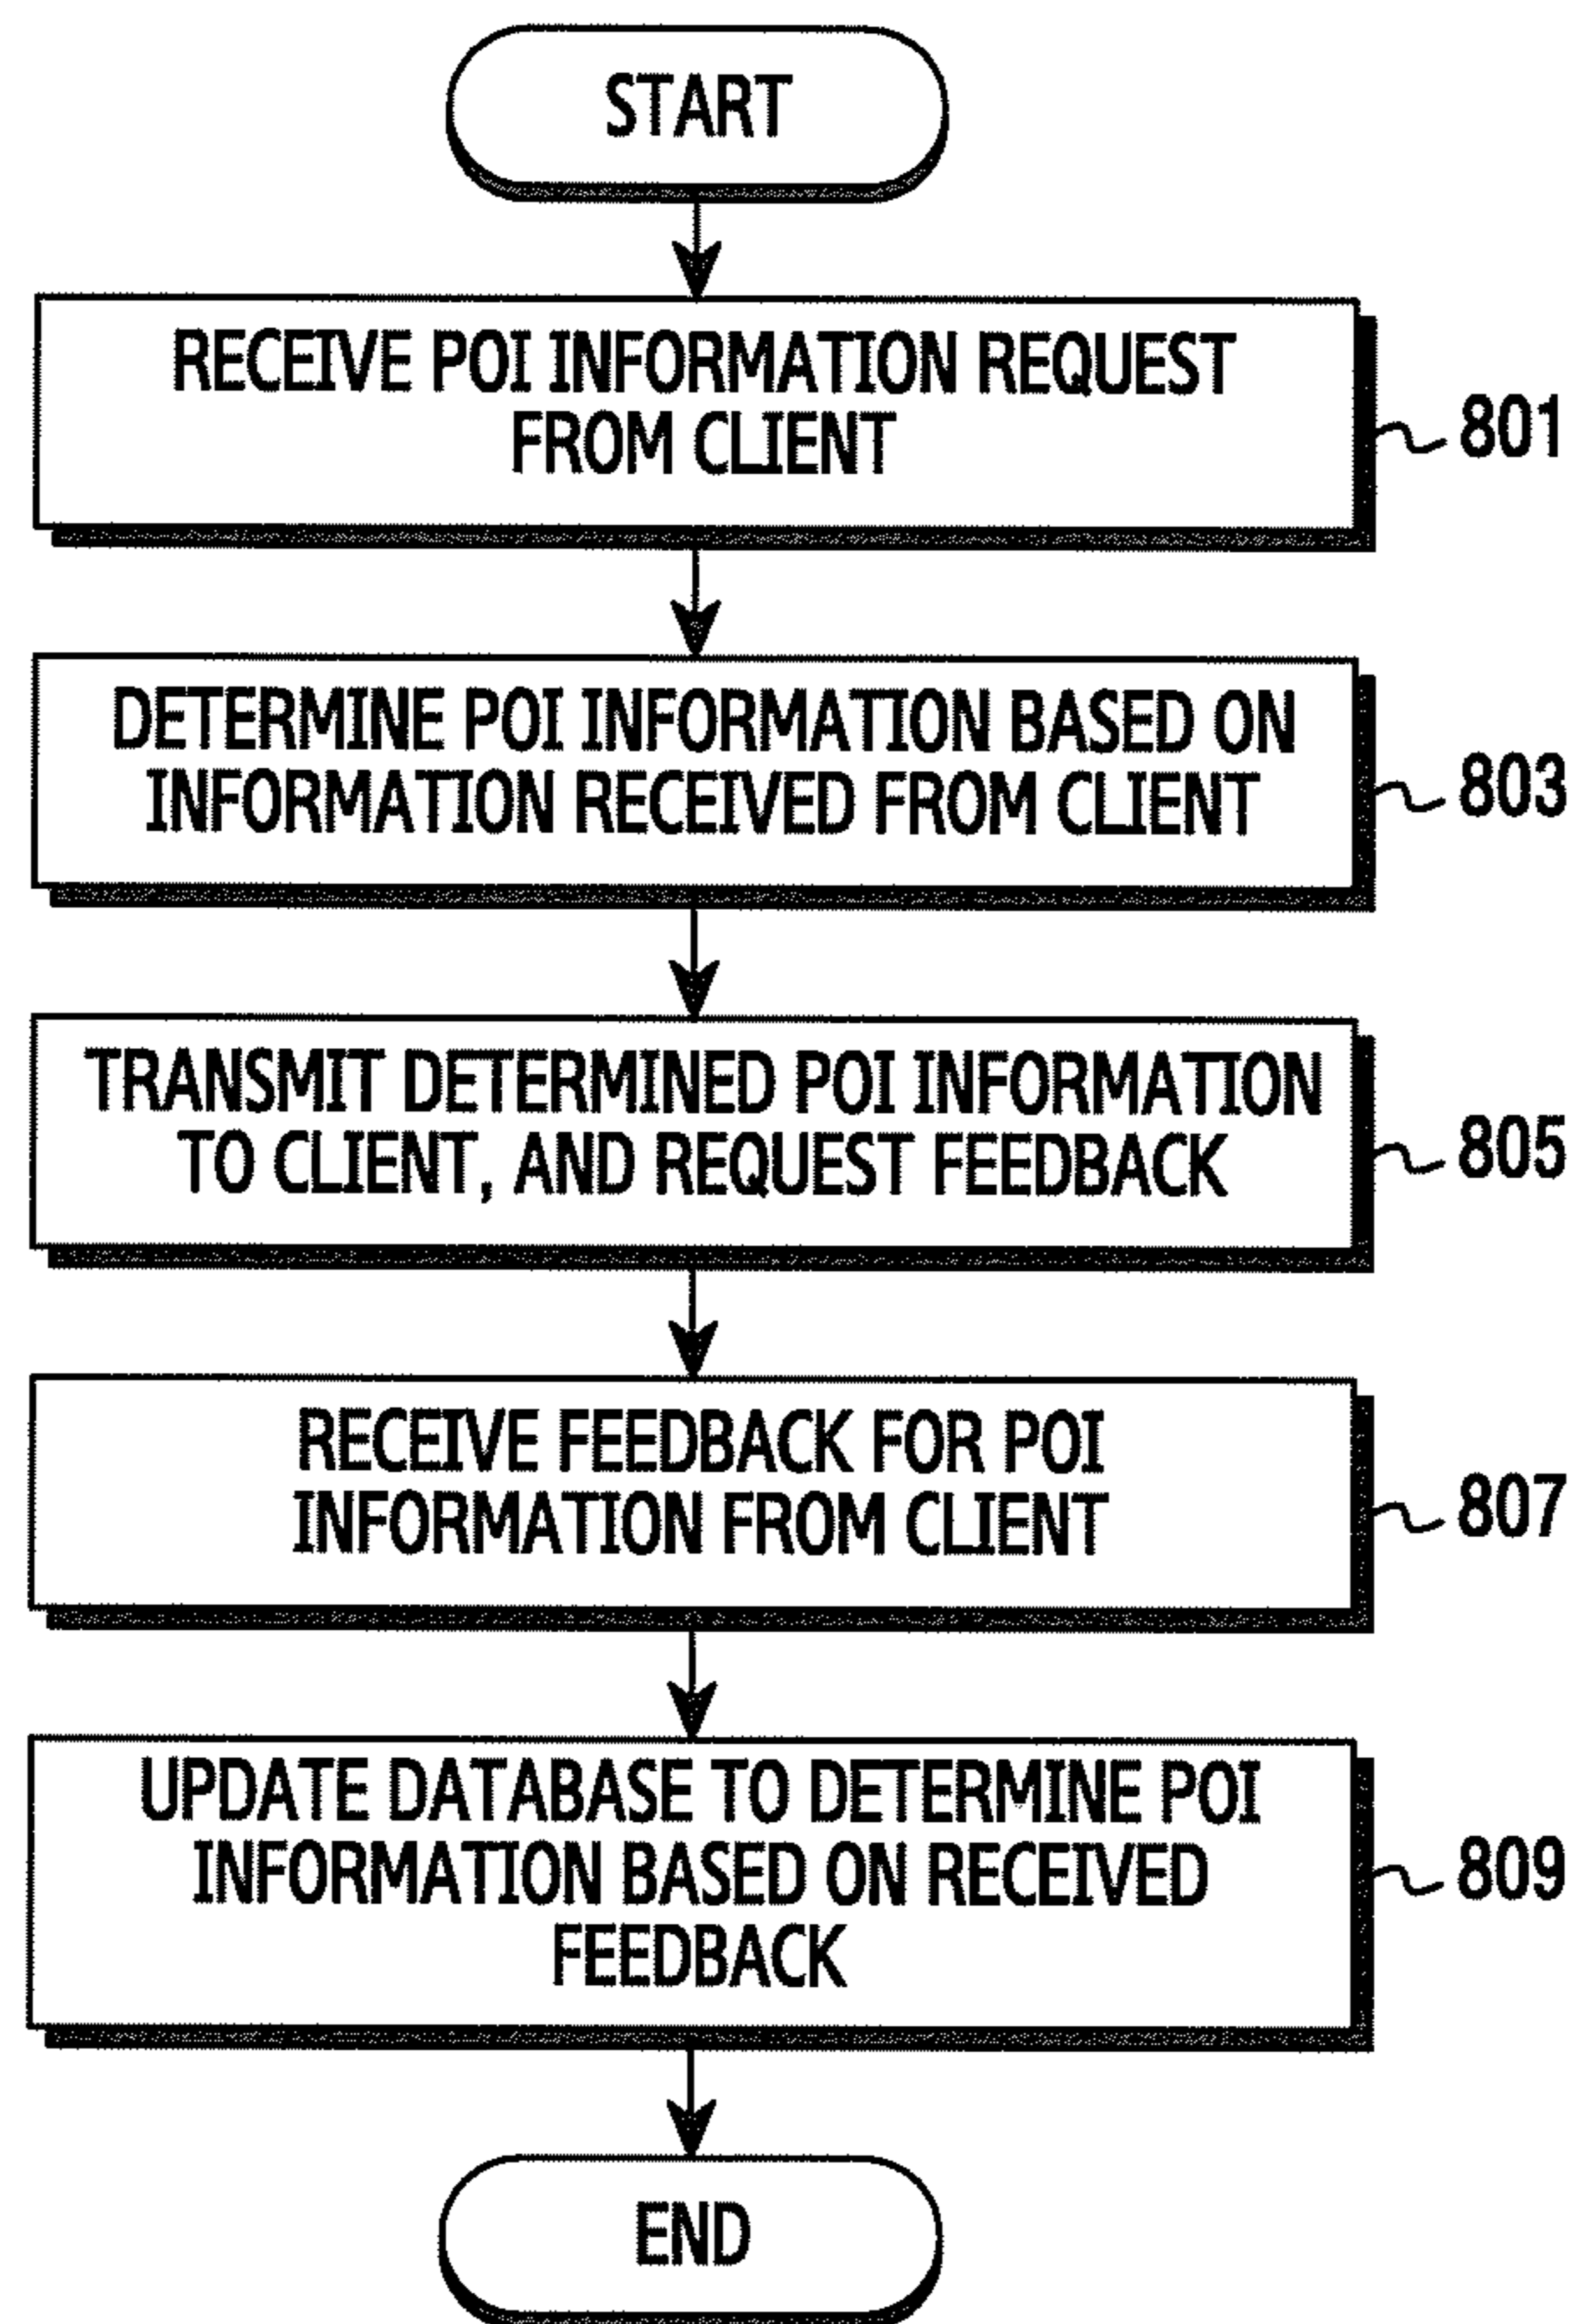 START
RECEIVE POI INFORMATION REQUEST
FROM CLIENT
801
DETERMINE POI INFORMATION BASED ON
INFORMATION RECEIVED FROM CLIENT
803
TRANSMIT DETERMINED POI INFORMATION
TO CLIENT, AND REQUEST FEEDBACK
805
RECEIVE FEEDBACK FOR POI
INFORMATION FROM CLIENT
807
UPDATE DATABASE TO DETERMINE POI
INFORMATION BASED ON RECEIVED
FEEDBACK
809
END